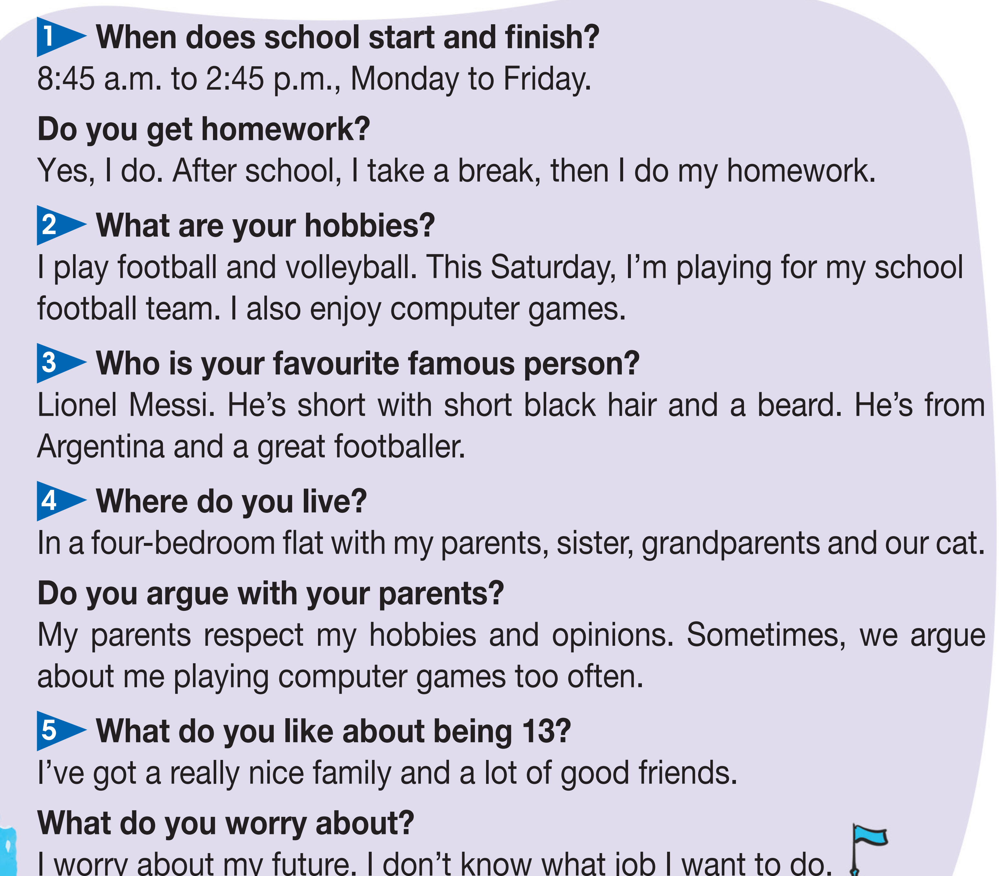 1 When does school start and finish?
8:45 a.m. to 2:45 p.m., Monday to Friday.
Do you get homework?
Yes, I do. After school, I take a break, then I do my homework.
2 What are your hobbies?
I play football and volleyball. This Saturday, I'm playing for my school
football team. I also enjoy computer games.
3 Who is your favourite famous person?
Lionel Messi. He's short with short black hair and a beard. He's from
Argentina and a great footballer.
4 Where do you live?
In a four-bedroom flat with my parents, sister, grandparents and our cat.
Do you argue with your parents?
My parents respect my hobbies and opinions. Sometimes, we argue
about me playing computer games too often.
5 What do you like about being 13?
I've got a really nice family and a lot of good friends.
What do you worry about?
I worry about my future. I don't know what job I want to do.